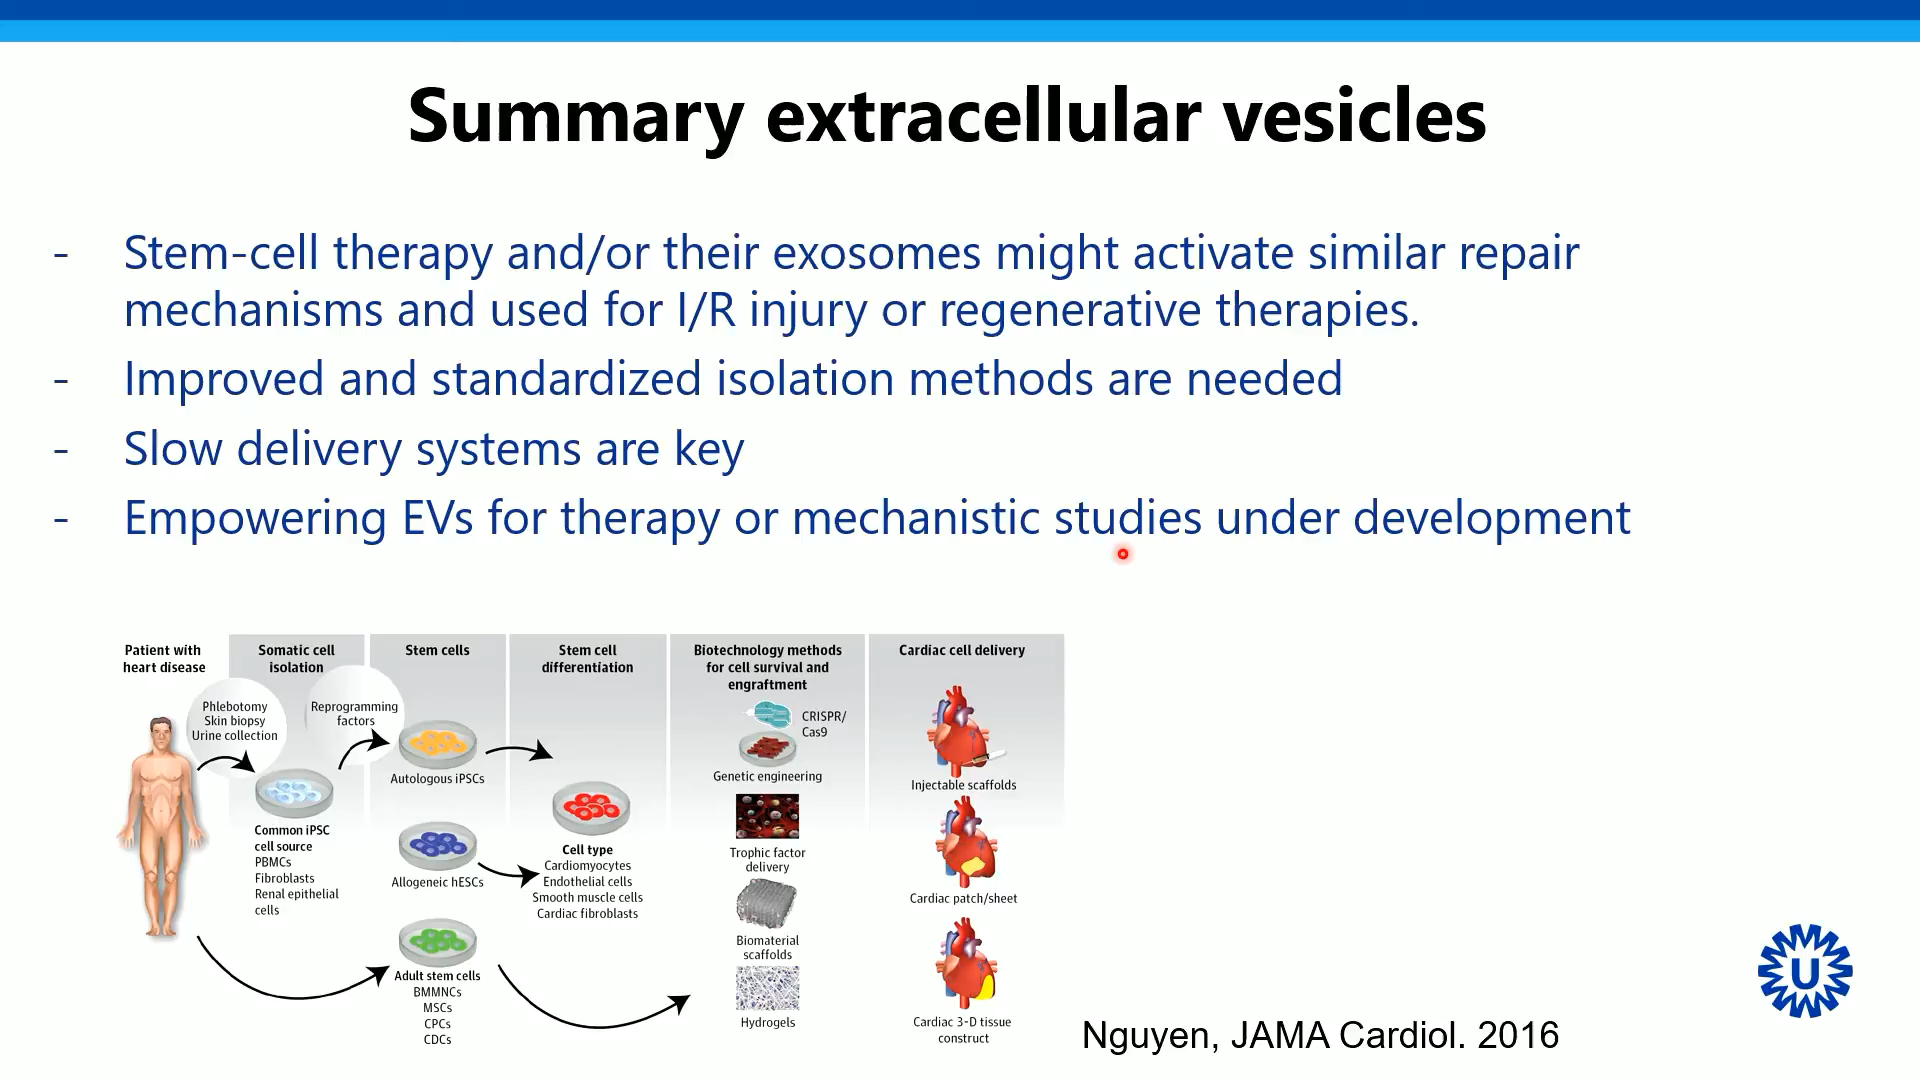 Summary extracellular vesicles
- Stem-cell therapy and/or their exosomes might activate similar repair
mechanisms and used for I/R injury or regenerative therapies.
- Improved and standardized isolation methods are needed
- Slow delivery systems are key
- Empowering EVs for therapy or mechanistic studies under development
Patient with
heart disease
Phlebotomy
Skin biopsy
Urine collection
Somatic cell
isolation
Reprogramming
factors
Common iPSC
cell source
PBMCs
Fibroblasts
Renal epithelial
cells
Stem cells
Autologous iPSCs
Allogeneic hESCs
Adult stem cells
BMMNCs
MSCs
CPCs
CDCs
Stem cell
differentiation
Cell type
Cardiomyocytes
Endothelial cells
Smooth muscle cells
Cardiac fibroblasts
Biotechnology methods
for cell survival and
engraftment
CRISPR/
Cas9
Genetic engineering
Trophic factor
delivery
Biomaterial
scaffolds
Hydrogels
Cardiac cell delivery
Injectable scaffolds
Cardiac patch/sheet
Cardiac 3-D tissue
construct
Nguyen, JAMA Cardiol. 2016
U